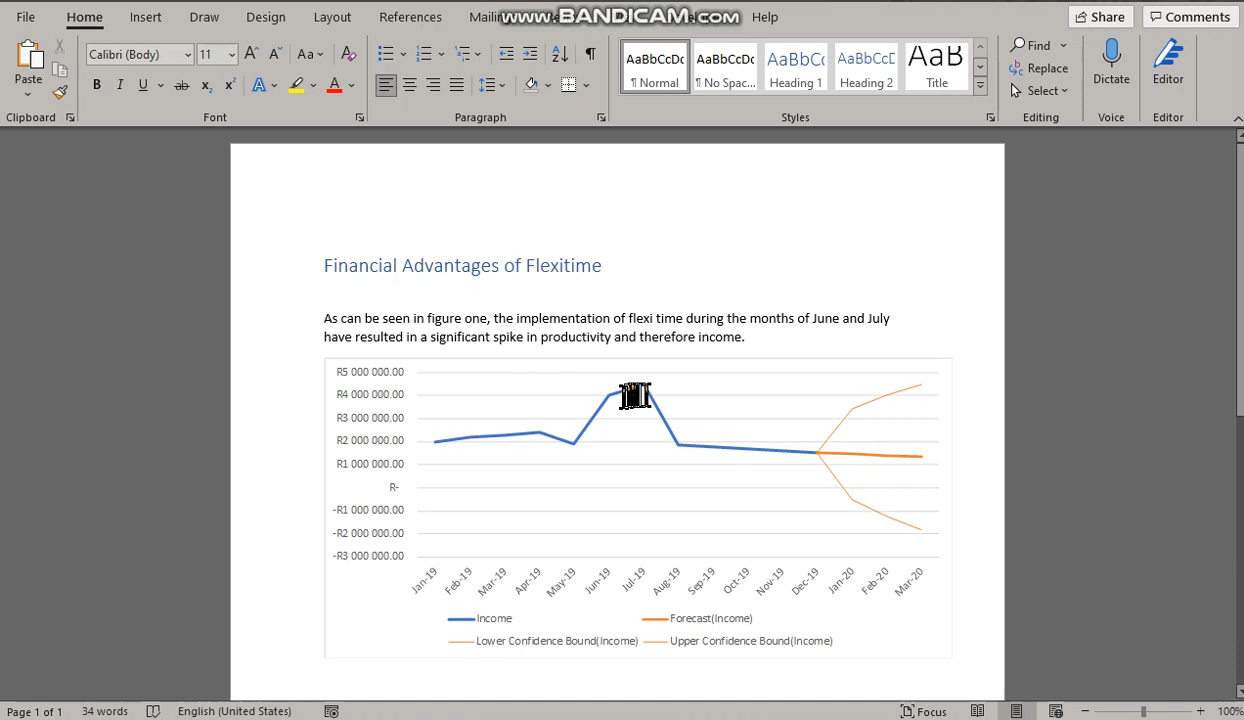 File Home Insert Draw Design Layout References Mailin www.BANDICAM.com Help Share Comments
Paste
Clipboard
Calibri (Body) 11
Font
Paragraph
AaBbCcDc AaBbCcDc AaBbCc AaBbCcD AaB
¶ Normal ¶ No Spac... Heading 1 Heading 2 Title
Styles
Find
Replace
Select
Editing
Dictate
Voice
Editor
Editor
Financial Advantages of Flexitime
As can be seen in figure one, the implementation of flexi time during the months of June and July
have resulted in a significant spike in productivity and therefore income.
R5 000 000.00
R4 000 000.00
R3 000 000.00
R2 000 000.00
R1 000 000.00
R-
-R1 000 000.00
-R2 000 000.00
-R3 000 000.00
Jan-19 Feb-19 Mar-19 Apr-19 May-19 Jun-19 Jul-19 Aug-19 Sep-19 Oct-19 Nov-19 Dec-19 Jan-20 Feb-20 Mar-20
Income Forecast(Income)
Lower Confidence Bound(Income) Upper Confidence Bound(Income)
Page 1 of 1 34 words English (United States) Focus 100%